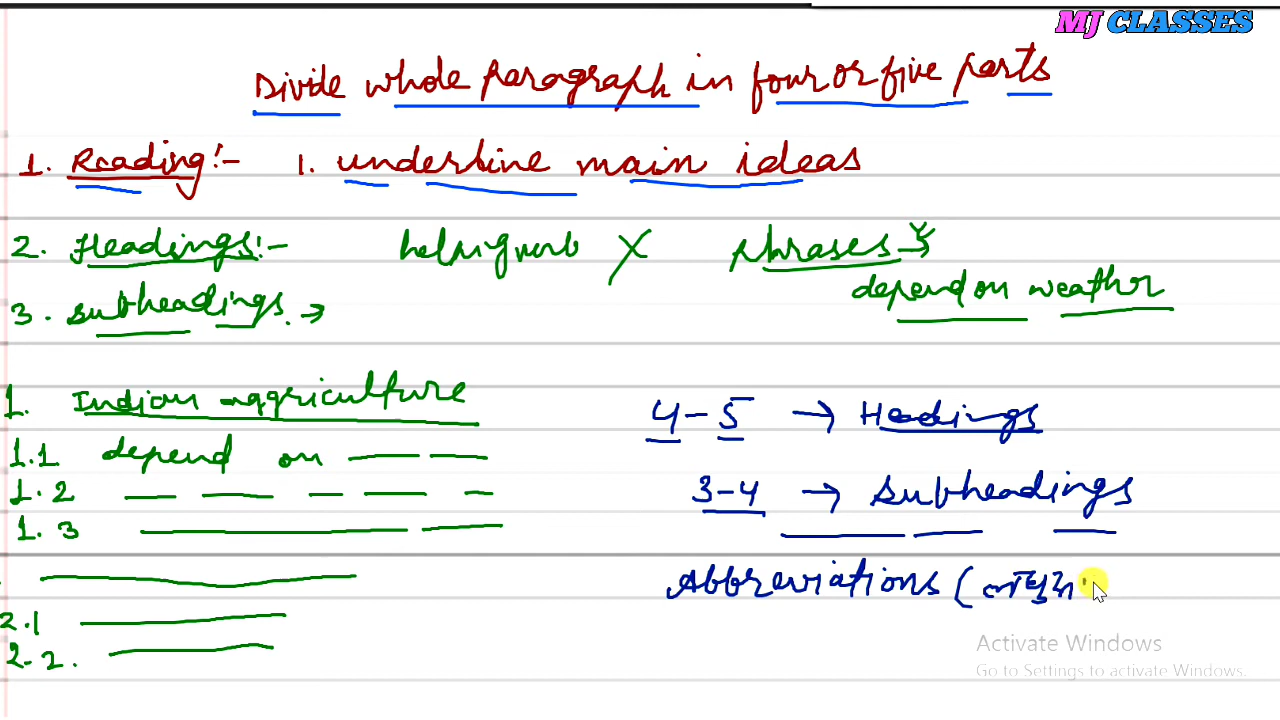 MJ CLASSES
Divide whole paragraph in four or five parts
1. Reading:- 1. underline main ideas
2. Headings:- helping verb X phrases →
depend on weather
3. subheadings. →
1. Indian aggriculture
1.1 depend on
1.2
1.3
2.1
2.2.
4-5 → Headings
3-4 → subheadings
Abbreviations (
Activate Windows
Go to Settings to activate Windows.